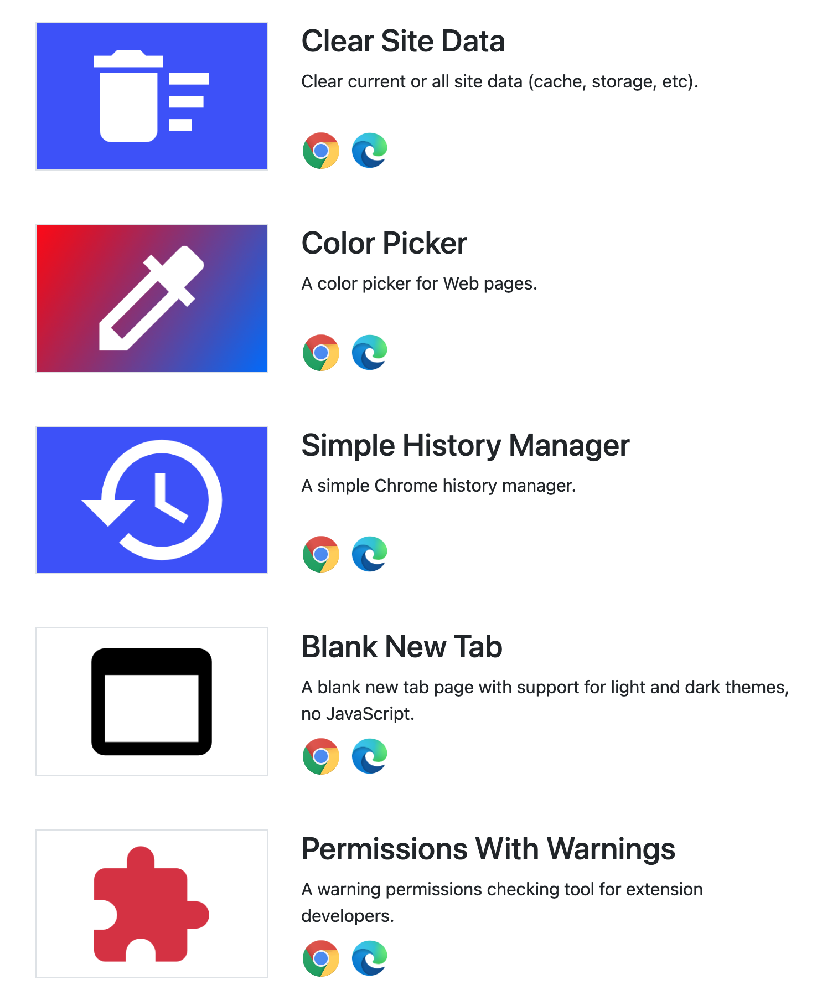 Clear Site Data
Clear current or all site data (cache, storage, etc).
Color Picker
A color picker for Web pages.
Simple History Manager
A simple Chrome history manager.
Blank New Tab
A blank new tab page with support for light and dark themes,
no JavaScript.
Permissions With Warnings
A warning permissions checking tool for extension
developers.